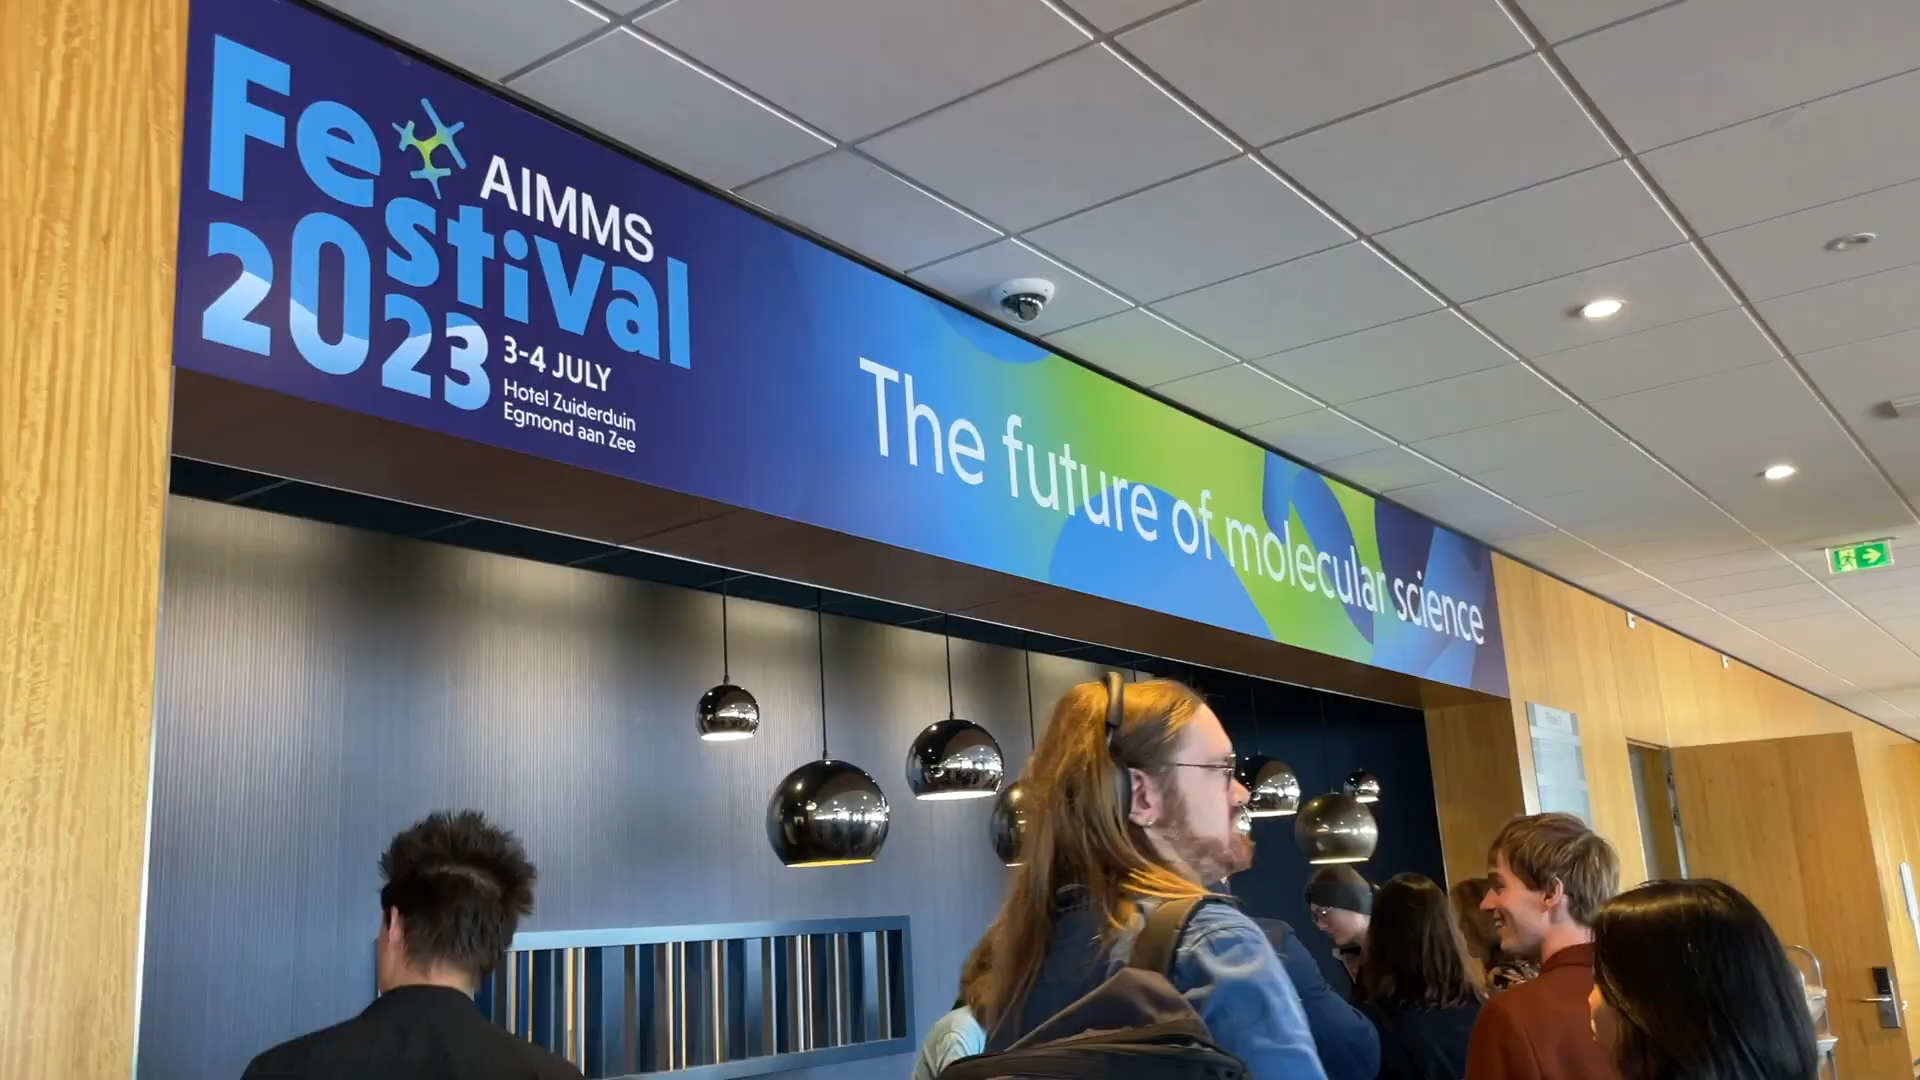 Festival
AIMMS
2023
3-4 JULY
Hotel Zuiderduin
Egmond aan Zee
The future of molecular science